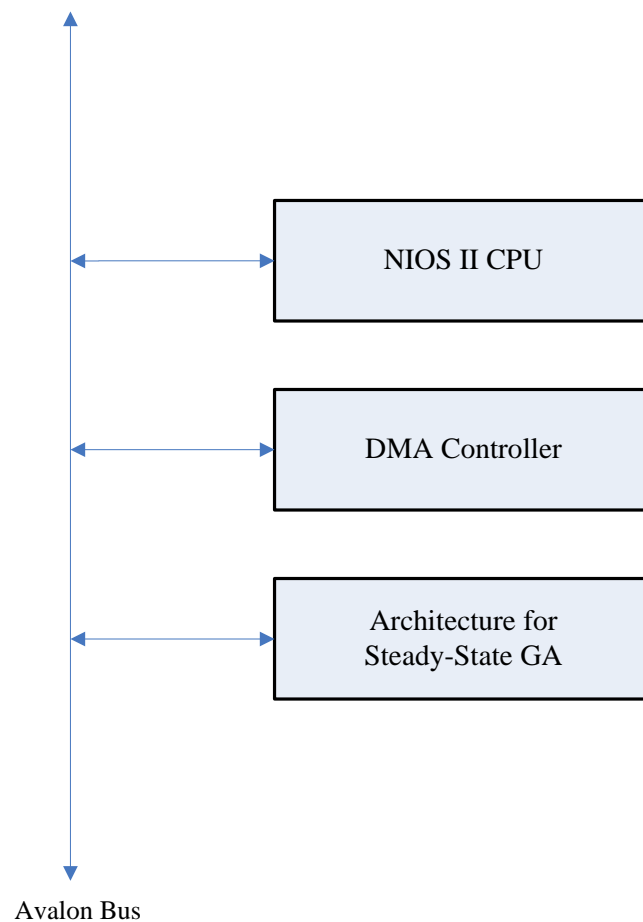 NIOS II CPU
DMA Controller
Architecture for
Steady-State GA
Avalon Bus